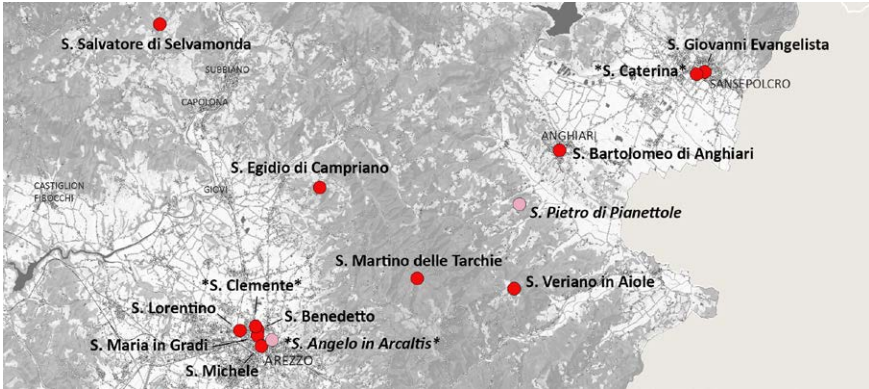 S. Salvatore di Selvamonda
S. Giovanni Evangelista
*S. Caterina*
SUBBIANO
SANSEPOLCRO
CAPOLONA
ANGHIARI
S. Bartolomeo di Anghiari
S. Egidio di Campriano
CASTIGLION
FIBOCCHI
GIOVI
S. Pietro di Pianettole
S. Martino delle Tarchie
*S. Clemente*
S. Veriano in Aiole
S. Lorentino
S. Benedetto
S. Maria in Gradi
*S. Angelo in Arcaltis*
AREZZO
S. Michele